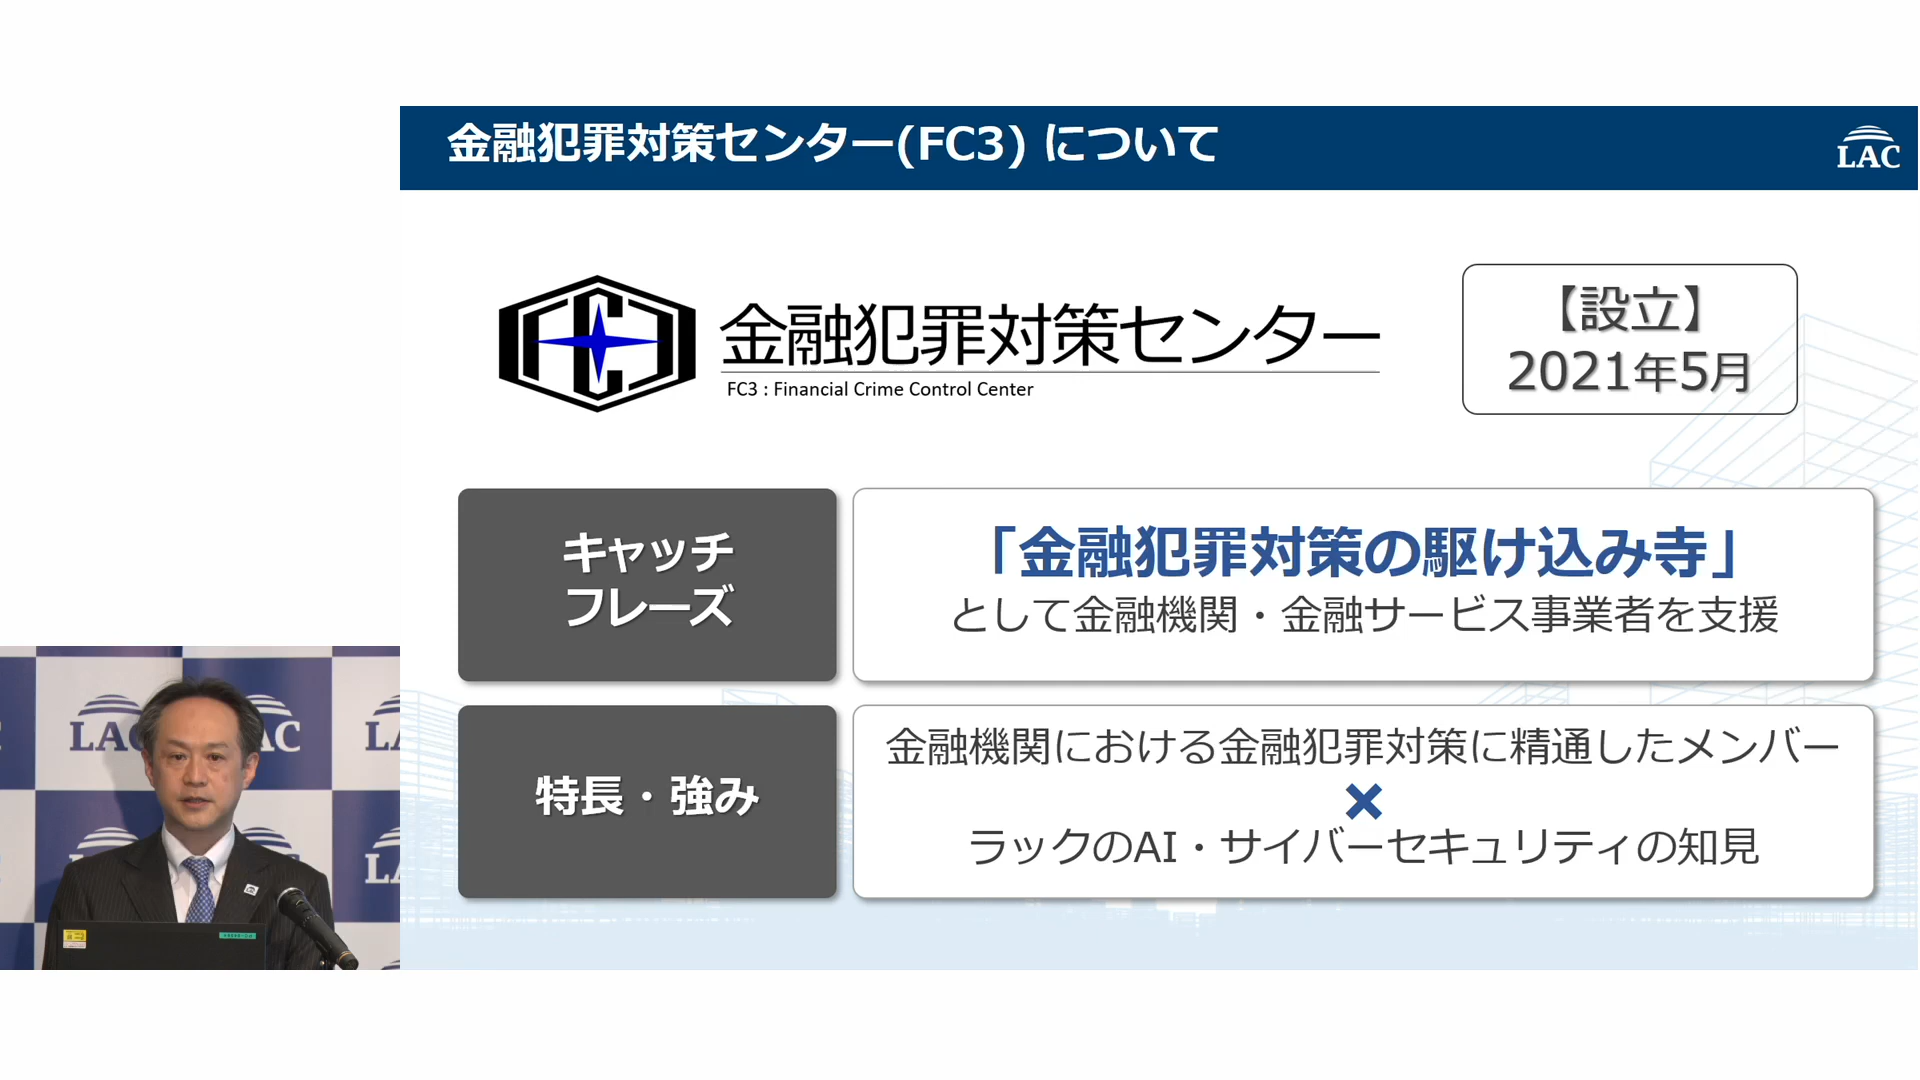 金融犯罪対策センター(FC3) について
LAC
金融犯罪対策センター
FC3 : Financial Crime Control Center
【設立】
2021年5月
キャッチ
フレーズ
「金融犯罪対策の駆け込み寺」
として金融機関・金融サービス事業者を支援
特長・強み
金融機関における金融犯罪対策に精通したメンバー
×
ラックのAI・サイバーセキュリティの知見
LAC